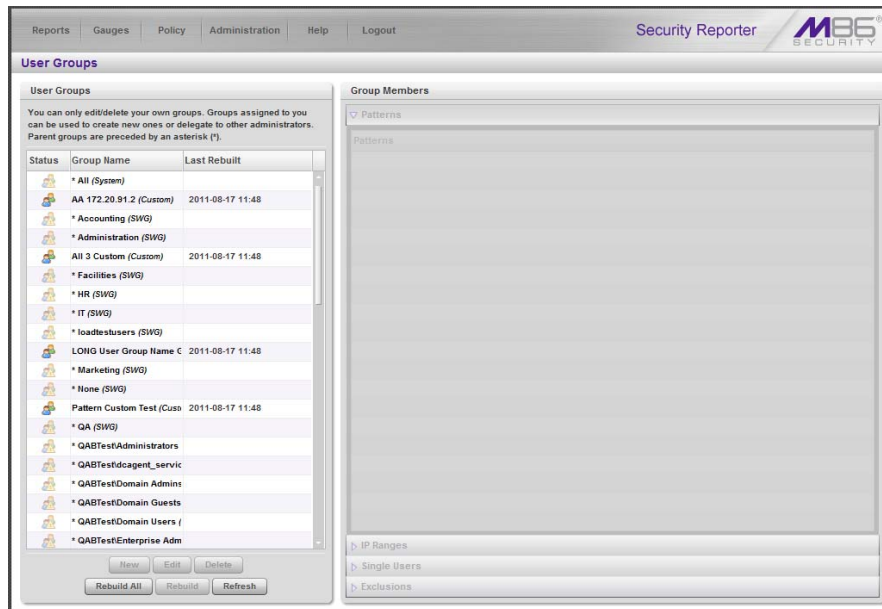 Reports Gauges Policy Administration Help Logout
Security Reporter
M86®
SECURITY
User Groups
User Groups
You can only edit/delete your own groups. Groups assigned to you
can be used to create new ones or delegate to other administrators.
Parent groups are preceded by an asterisk (*).
Status Group Name Last Rebuilt
* All (System)
AA 172.20.91.2 (Custom) 2011-08-17 11:48
* Accounting (SWG)
* Administration (SWG)
All 3 Custom (Custom) 2011-08-17 11:48
* Facilities (SWG)
* HR (SWG)
* IT (SWG)
* loadtestusers (SWG)
LONG User Group Name G 2011-08-17 11:48
* Marketing (SWG)
* None (SWG)
Pattern Custom Test (Custo 2011-08-17 11:48
* QA (SWG)
* QABTest\Administrators
* QABTest\dcagent_servic
* QABTest\Domain Admins
* QABTest\Domain Guests
* QABTest\Domain Users (
* QABTest\Enterprise Adm
New Edit Delete
Rebuild All Rebuild Refresh
Group Members
Patterns
Patterns
IP Ranges
Single Users
Exclusions